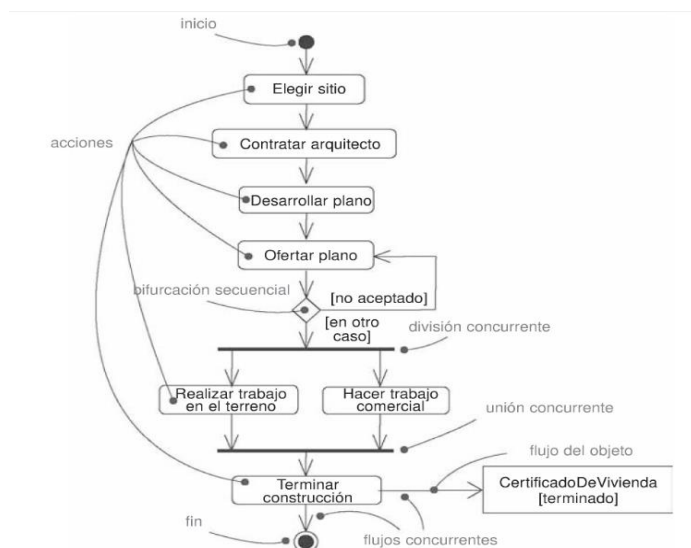 inicio
Elegir sitio
acciones
Contratar arquitecto
Desarrollar plano
Ofertar plano
bifurcación secuencial
[no aceptado]
[en otro
caso]
división concurrente
Realizar trabajo
en el terreno
Hacer trabajo
comercial
unión concurrente
flujo del objeto
Terminar
construcción
CertificadoDeVivienda
[terminado]
fin
flujos concurrentes